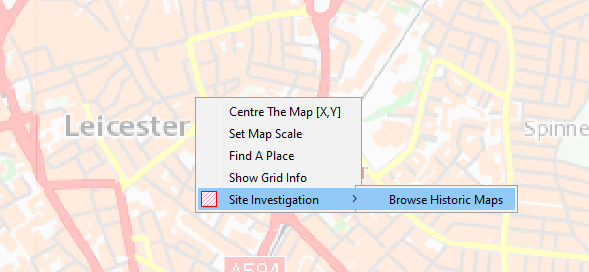 Centre The Map [X,Y]
Leicester
Set Map Scale
Spinne
Find A Place
Show Grid Info
Site Investigation > Browse Historic Maps
A594